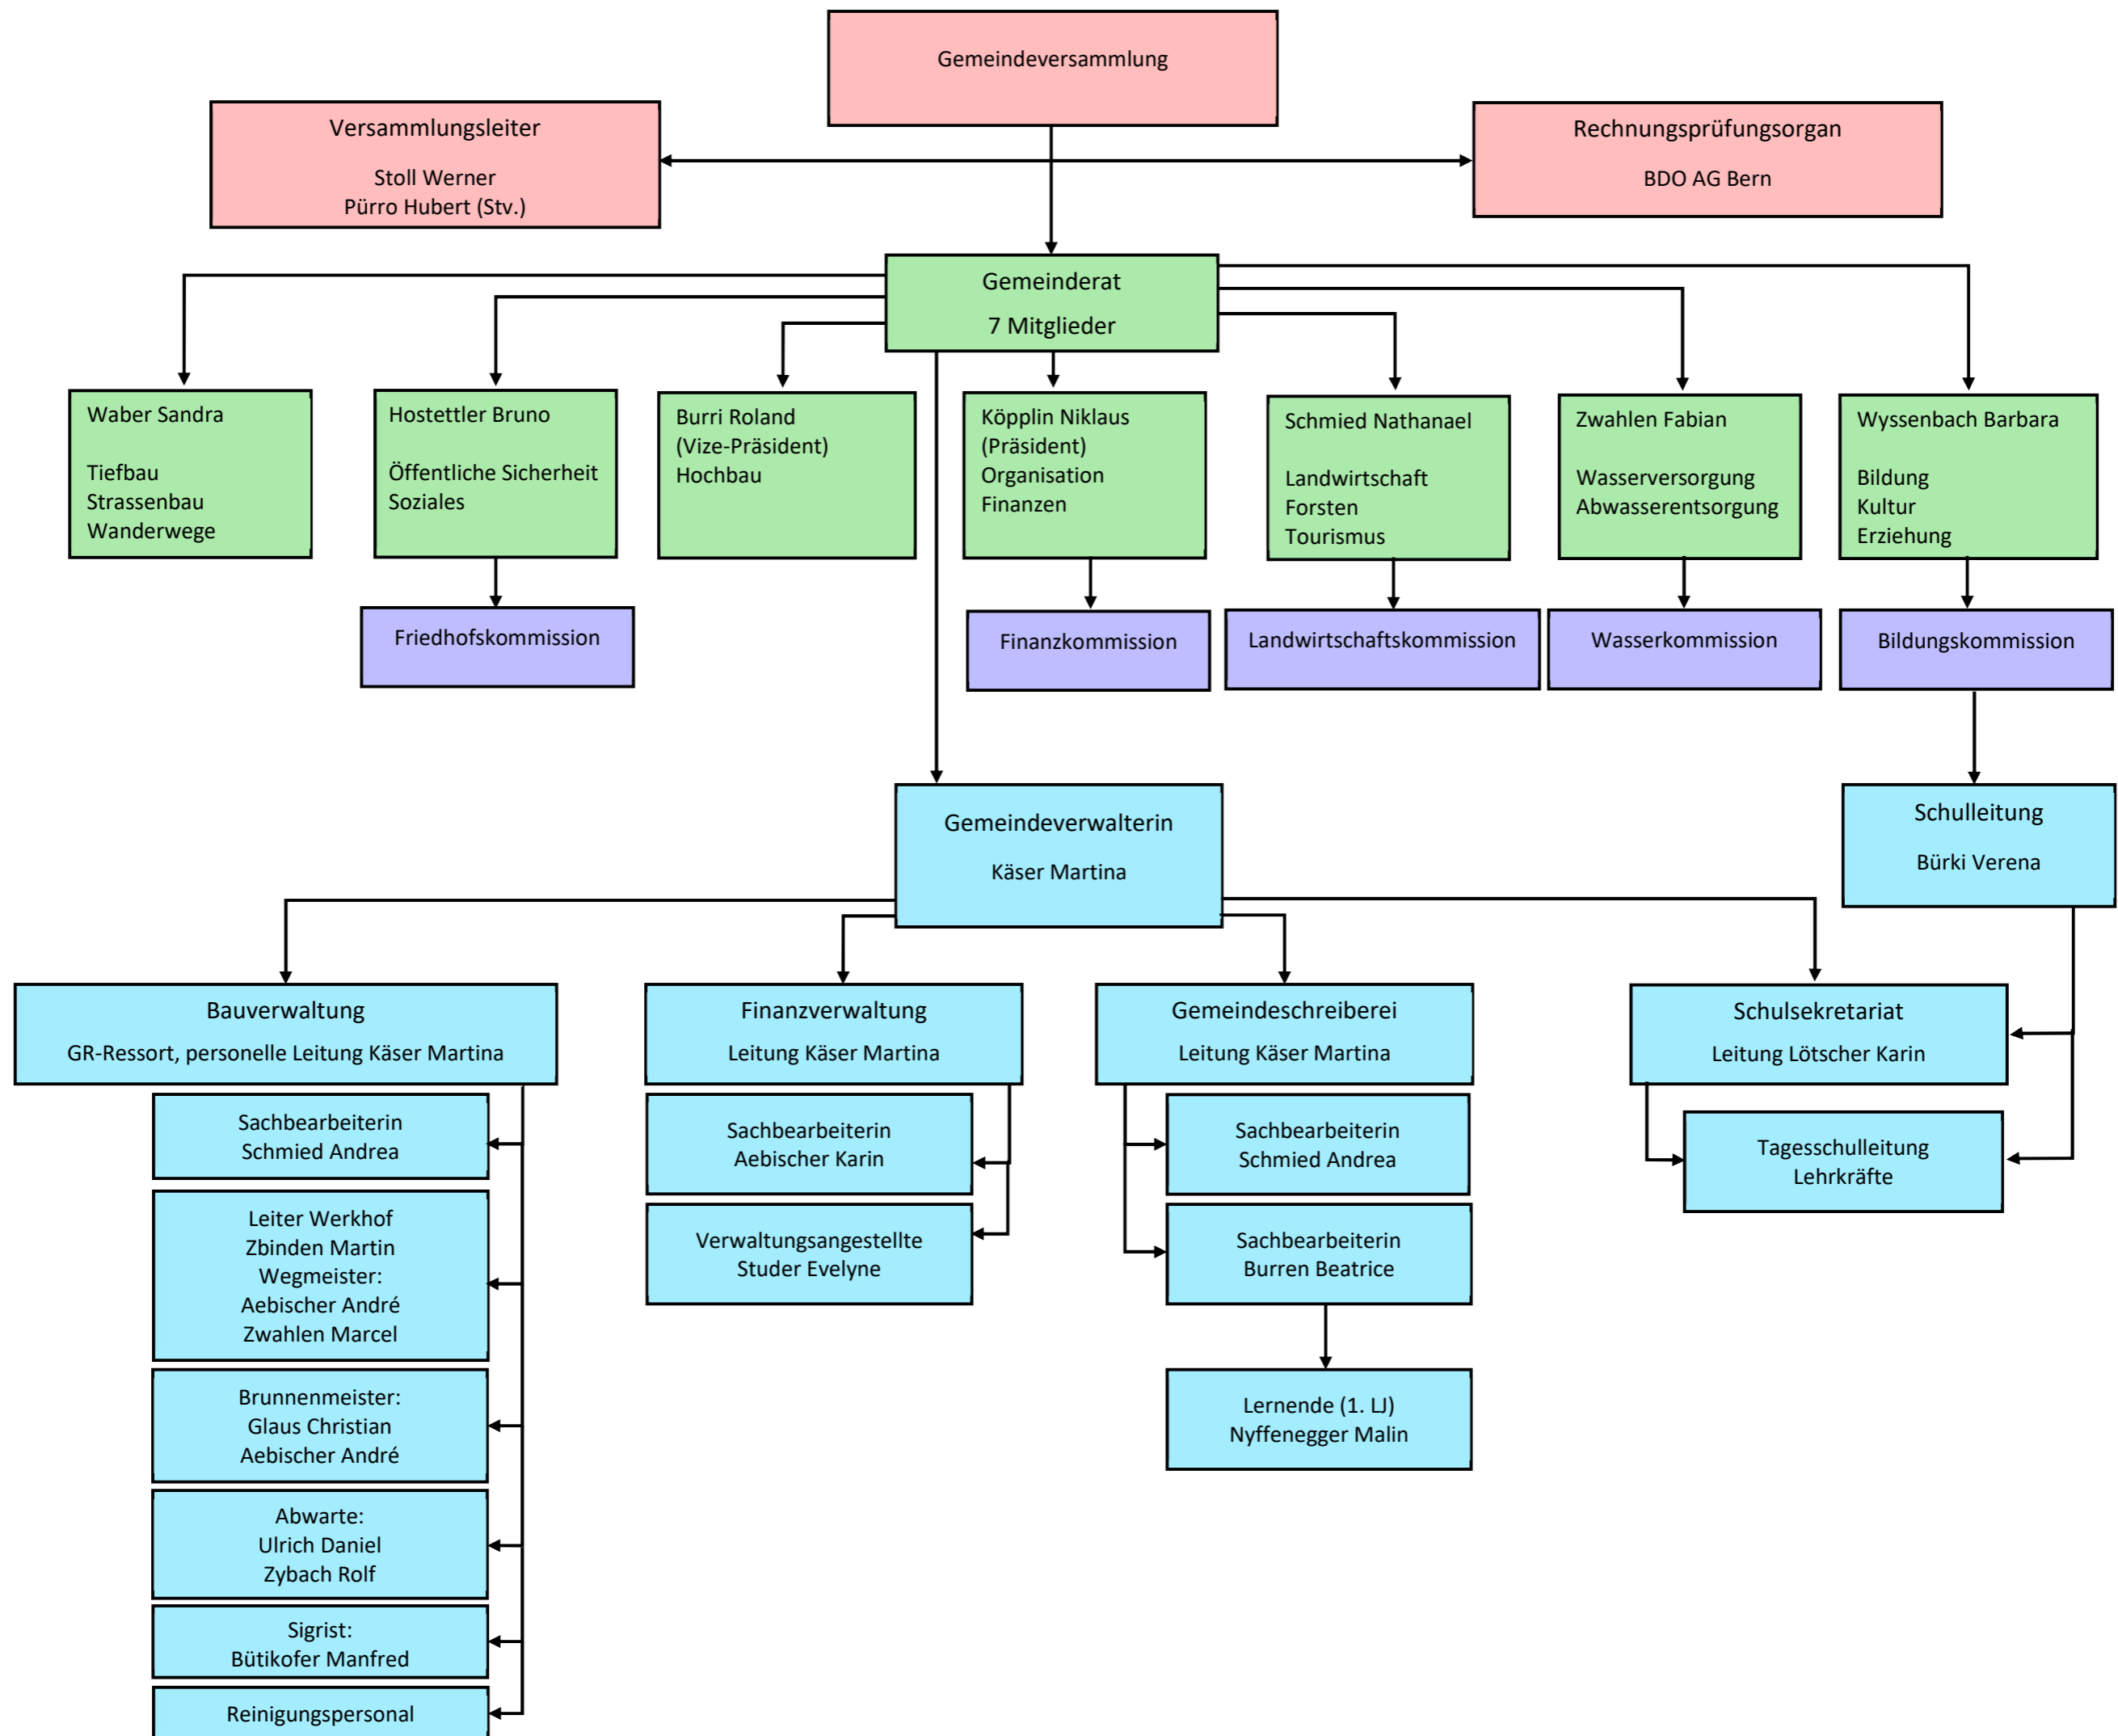 Gemeindeversammlung
Versammlungsleiter
Stoll Werner
Pürro Hubert (Stv.)
Rechnungsprüfungsorgan
BDO AG Bern
Gemeinderat
7 Mitglieder
Waber Sandra
Tiefbau
Strassenbau
Wanderwege
Hostettler Bruno
Öffentliche Sicherheit
Soziales
Burri Roland
(Vize-Präsident)
Hochbau
Köpplin Niklaus
(Präsident)
Organisation
Finanzen
Schmied Nathanael
Landwirtschaft
Forsten
Tourismus
Zwahlen Fabian
Wasserversorgung
Abwasserentsorgung
Wyssenbach Barbara
Bildung
Kultur
Erziehung
Friedhofskommission
Finanzkommission
Landwirtschaftskommission
Wasserkommission
Bildungskommission
Gemeindeverwalterin
Käser Martina
Schulleitung
Bürki Verena
Bauverwaltung
GR-Ressort, personelle Leitung Käser Martina
Sachbearbeiterin
Schmied Andrea
Leiter Werkhof
Zbinden Martin
Wegmeister:
Aebischer André
Zwahlen Marcel
Brunnenmeister:
Glaus Christian
Aebischer André
Abwarte:
Ulrich Daniel
Zybach Rolf
Sigrist:
Bütikofer Manfred
Reinigungspersonal
Finanzverwaltung
Leitung Käser Martina
Sachbearbeiterin
Aebischer Karin
Verwaltungsangestellte
Studer Evelyne
Gemeindeschreiberei
Leitung Käser Martina
Sachbearbeiterin
Schmied Andrea
Sachbearbeiterin
Burren Beatrice
Lernende (1. LJ)
Nyffenegger Malin
Schulsekretariat
Leitung Lötscher Karin
Tagesschulleitung
Lehrkräfte